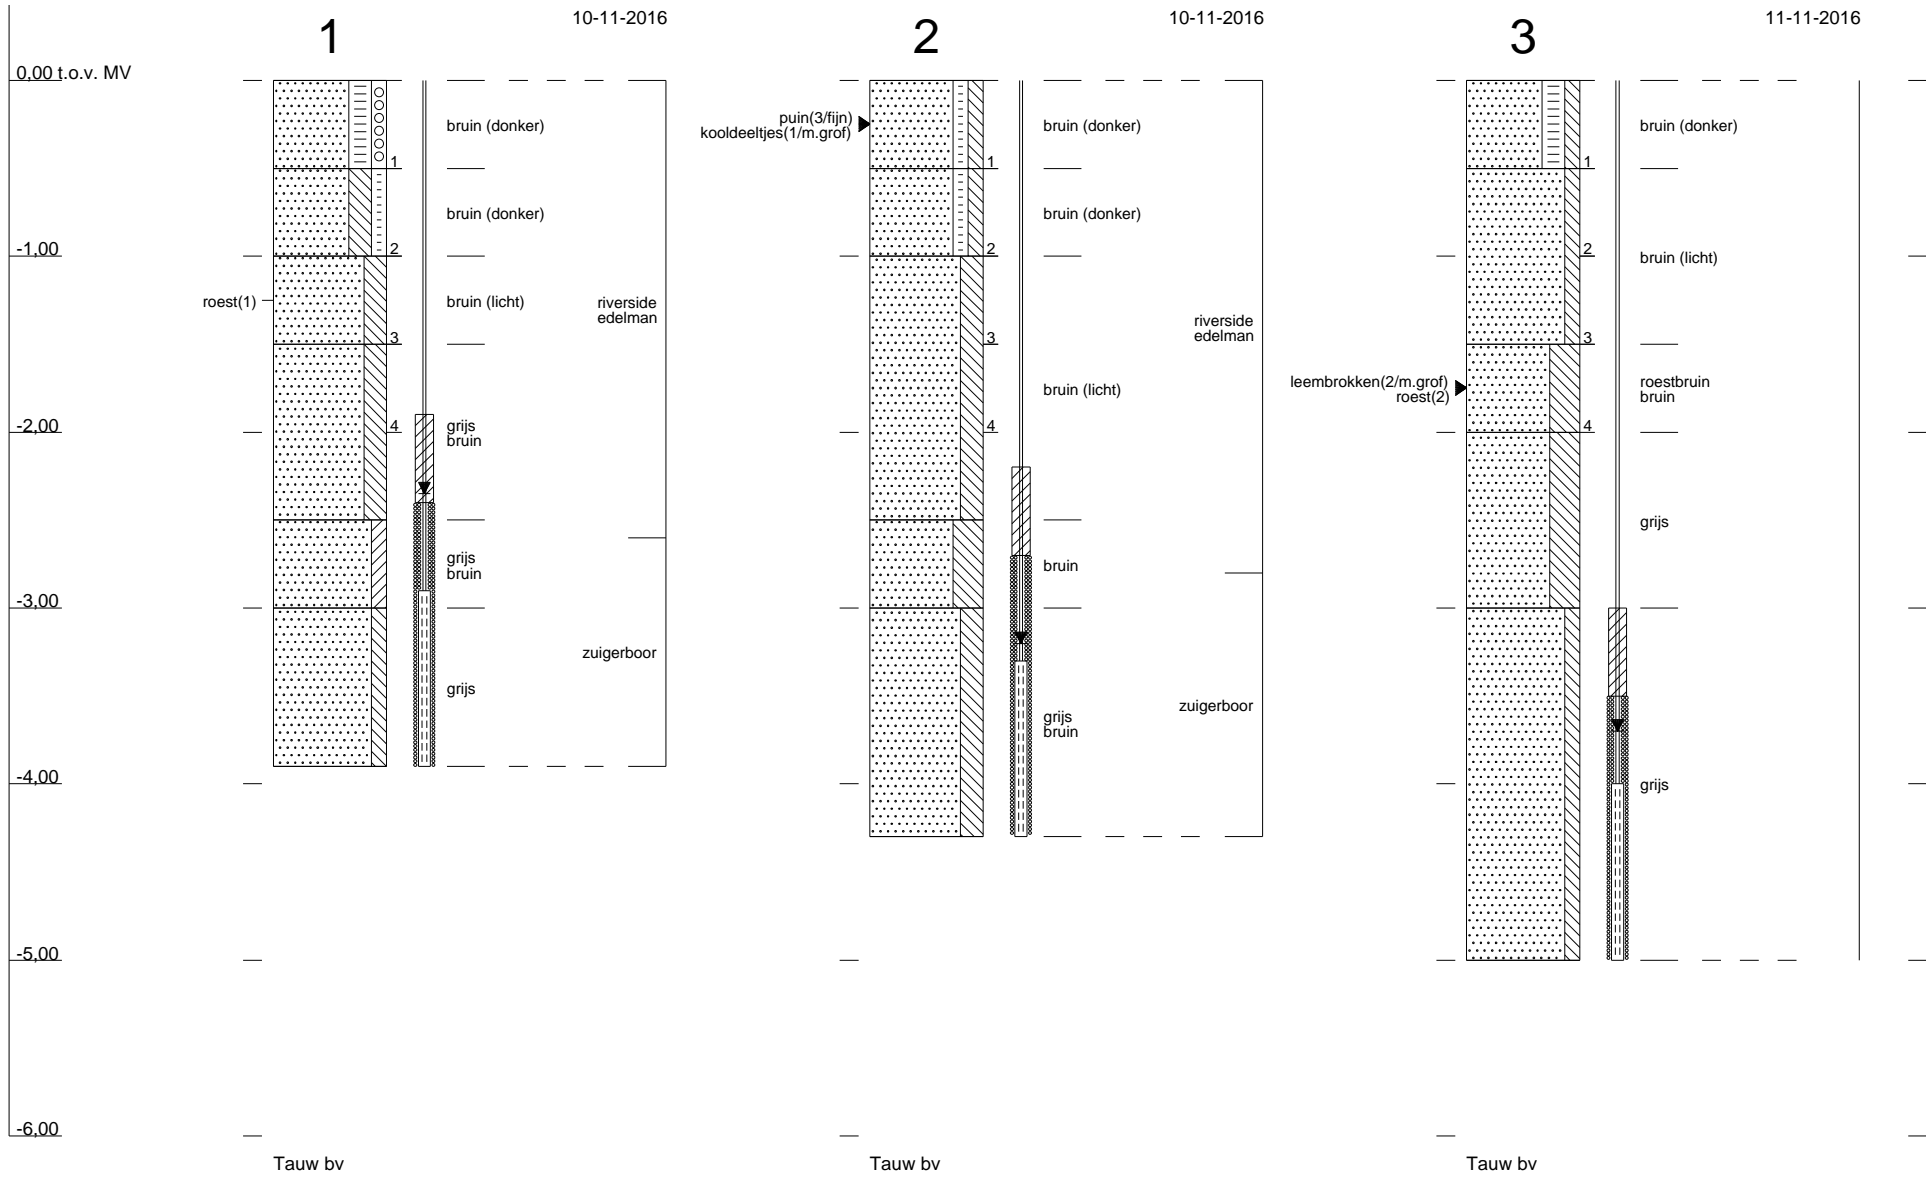 1
10-11-2016
2
10-11-2016
3
11-11-2016
0,00 t.o.v. MV
-1,00
-2,00
-3,00
-4,00
-5,00
-6,00
roest(1)
1
2
3
4
bruin (donker)
bruin (donker)
bruin (licht)
grijs
bruin
grijs
bruin
grijs
riverside
edelman
zuigerboor
puin(3/fijn)
kooldeeltjes(1/m.grof)
1
2
3
4
bruin (donker)
bruin (donker)
bruin (licht)
bruin
grijs
bruin
riverside
edelman
zuigerboor
leembrokken(2/m.grof)
roest(2)
1
2
3
4
bruin (donker)
bruin (licht)
roestbruin
bruin
grijs
grijs
Tauw bv
Tauw bv
Tauw bv